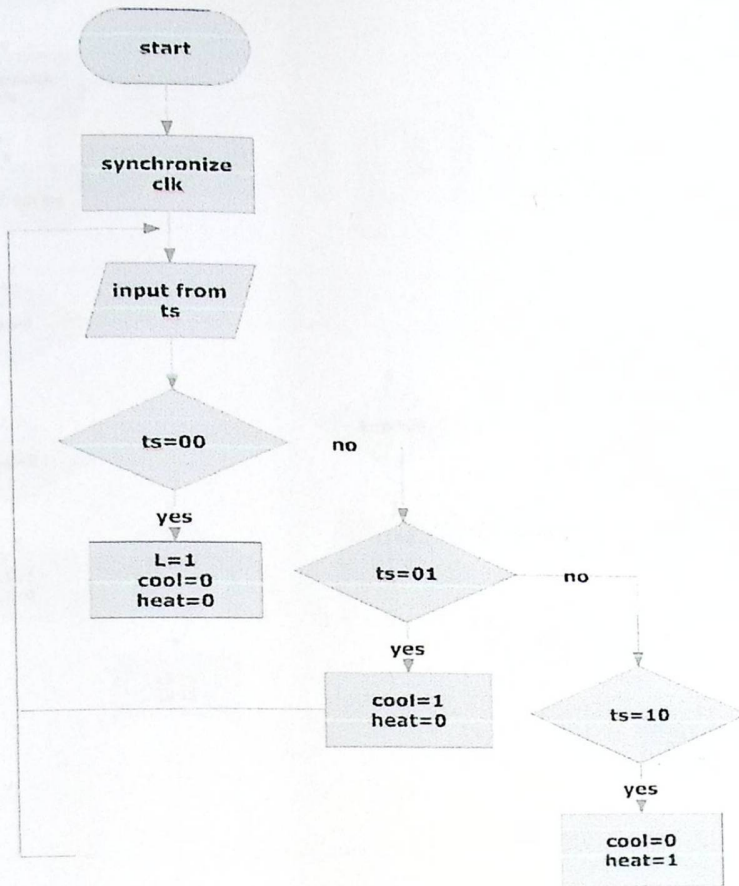 start
synchronize
clk
input from
ts
ts=00
no
yes
L=1
cool=0
heat=0
ts=01
no
yes
cool=1
heat=0
ts=10
yes
cool=0
heat=1